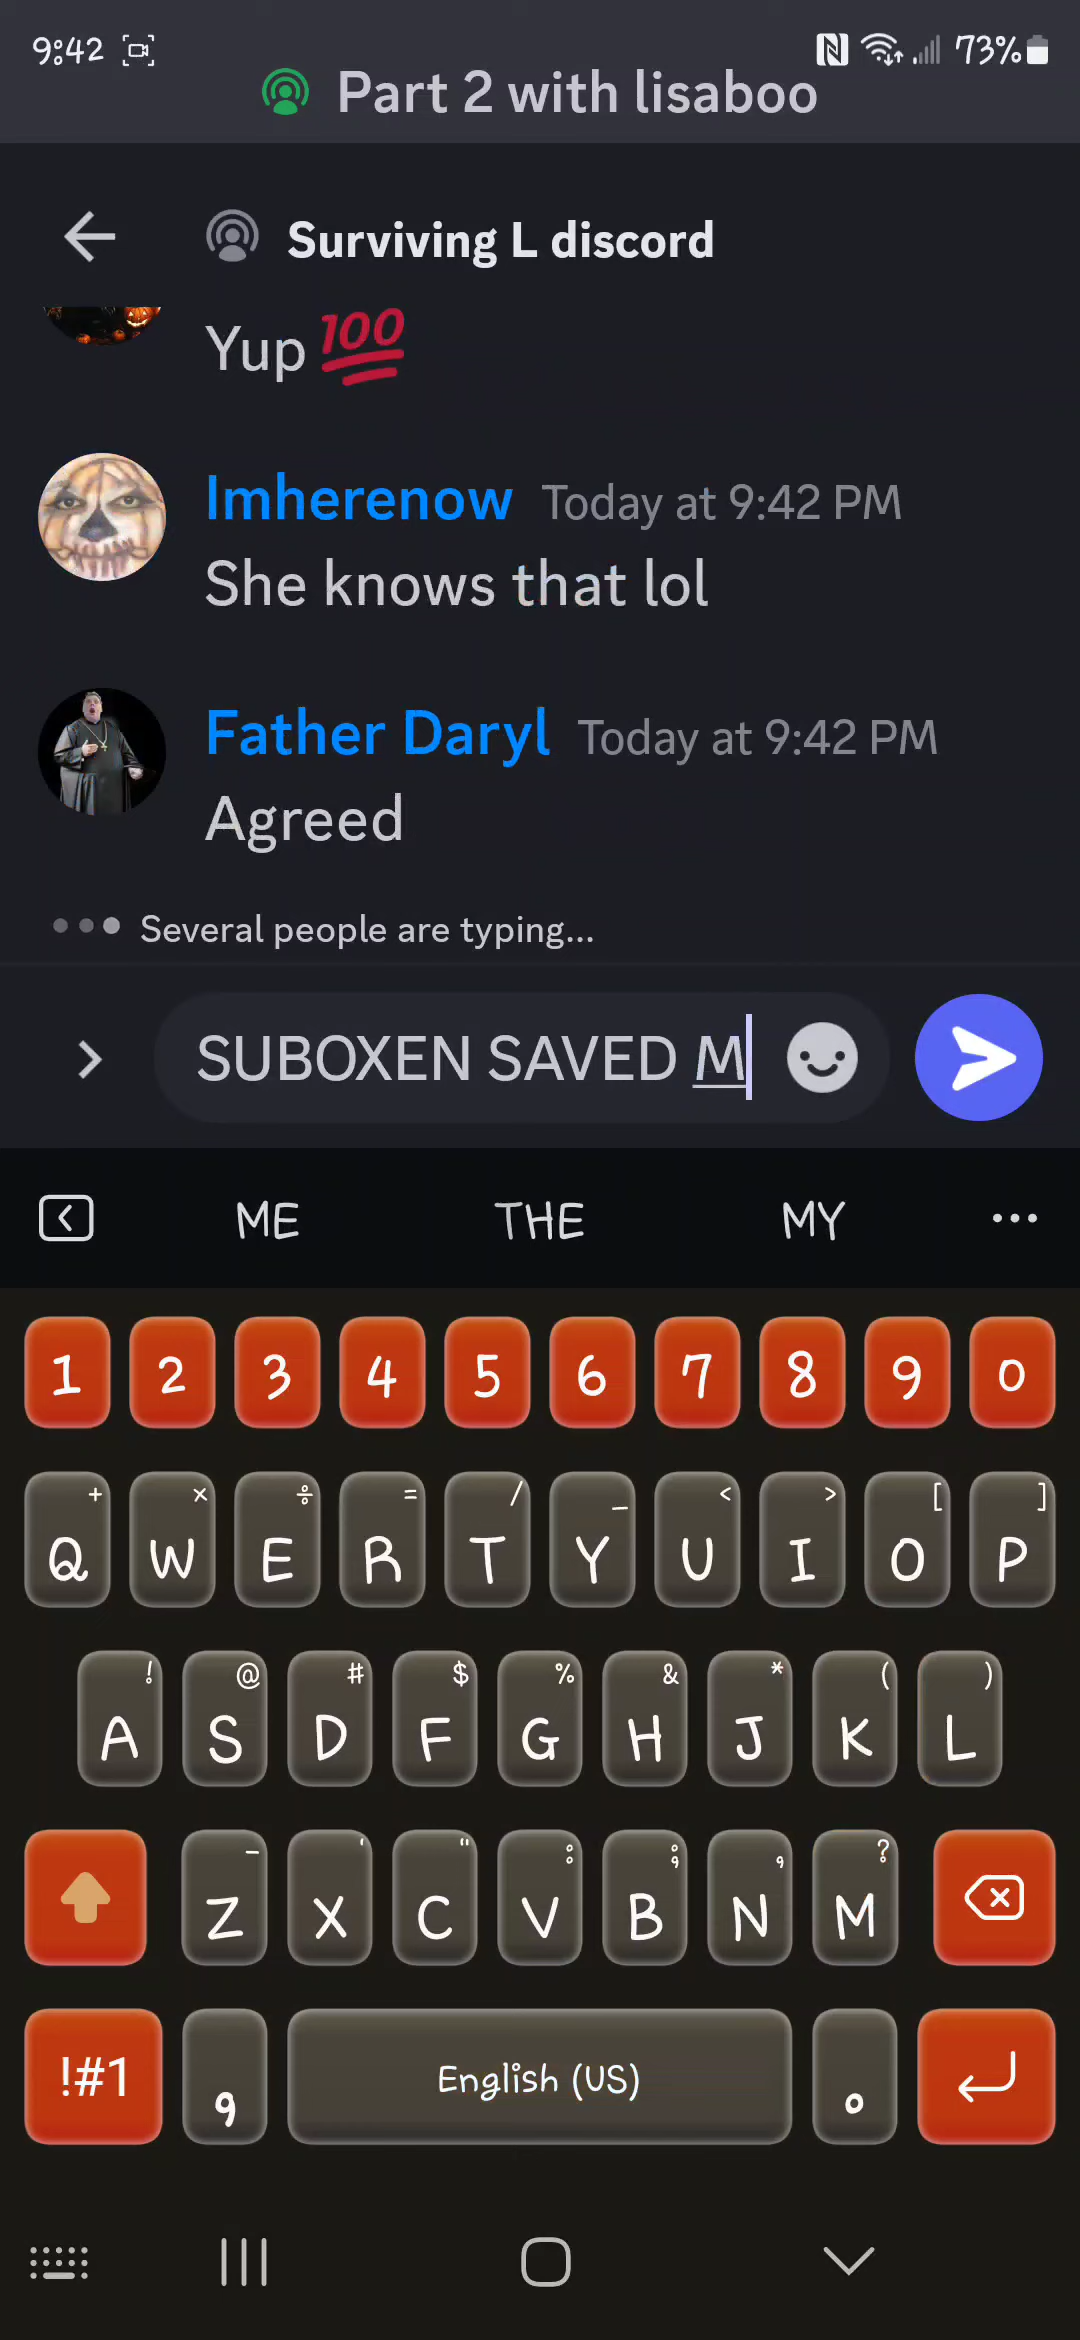 9:42 73%
Part 2 with lisaboo
Surviving L discord
Yup 💯
Imherenow Today at 9:42 PM
She knows that lol
Father Daryl Today at 9:42 PM
Agreed
Several people are typing...
SUBOXEN SAVED M
ME THE MY
1 2 3 4 5 6 7 8 9 0
+ × ÷ = / _ < > [ ]
Q W E R T Y U I O P
! @ # $ % & * ( )
A S D F G H J K L
- ' " : ; , ?
Z X C V B N M
!#1 , English (US) .